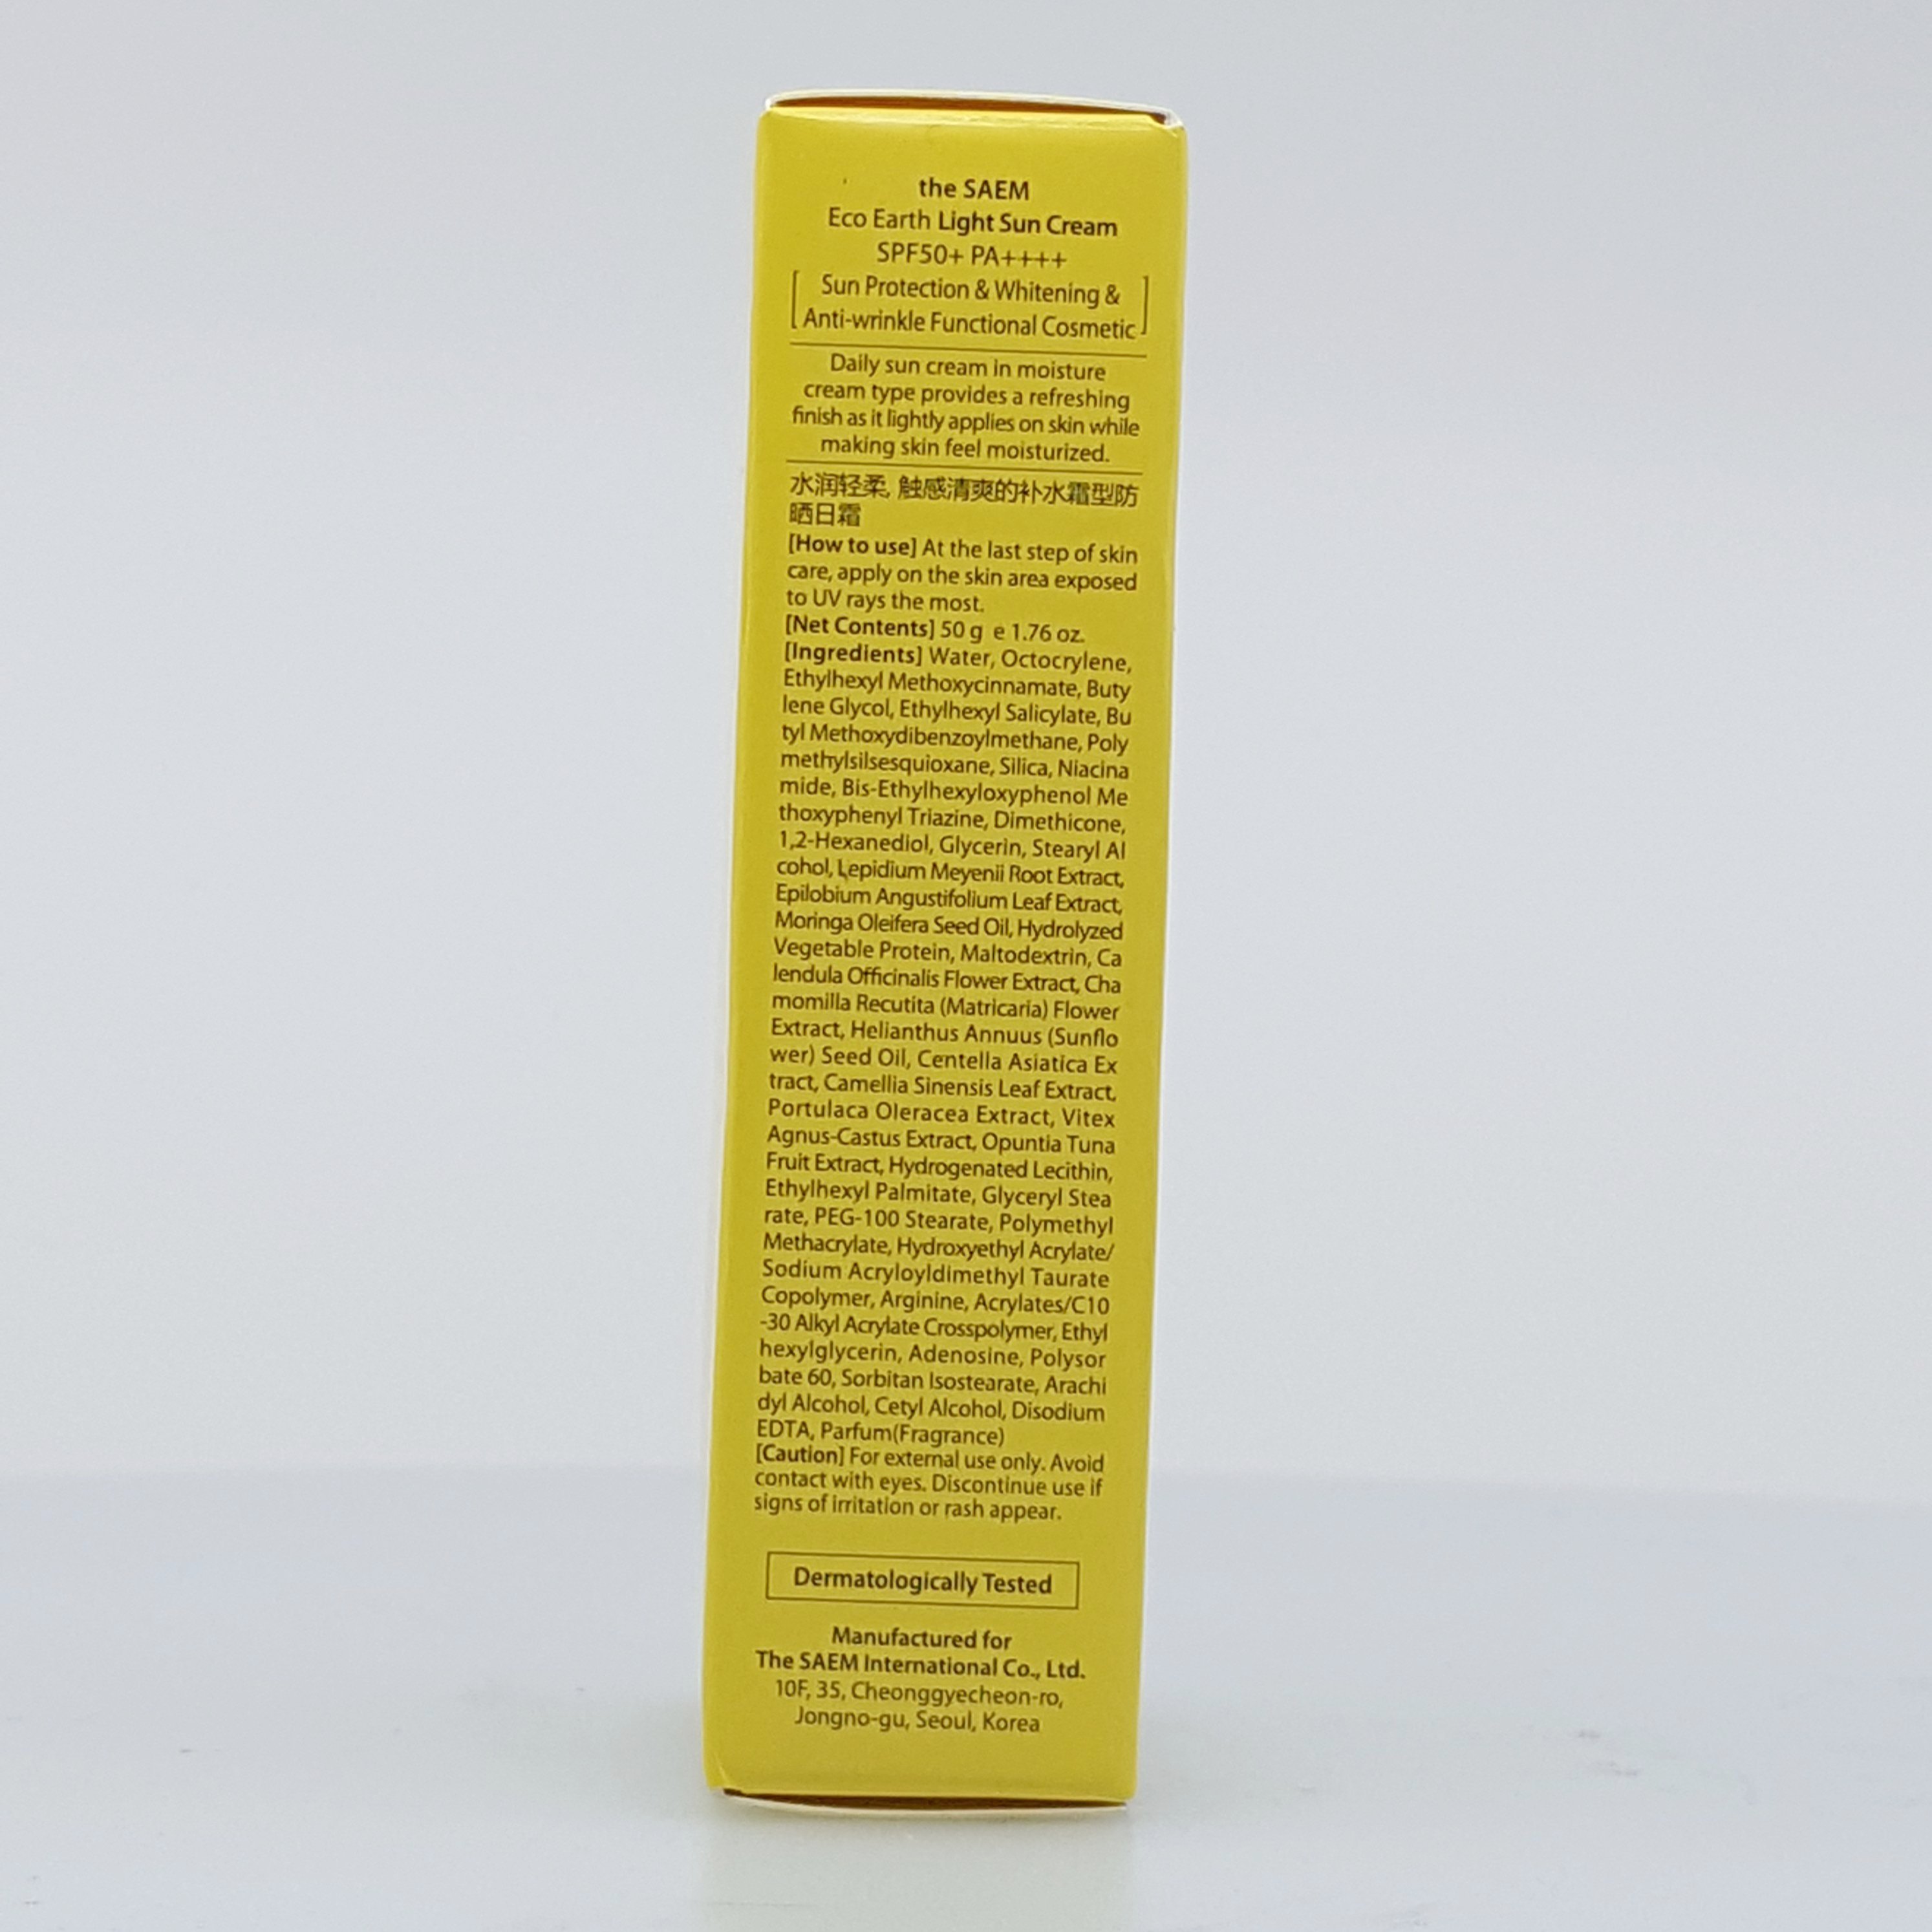 the SAEM
Eco Earth Light Sun Cream
SPF50+ PA++++
Sun Protection & Whitening &
Anti-wrinkle Functional Cosmetic
Daily sun cream in moisture
cream type provides a refreshing
finish as it lightly applies on skin while
making skin feel moisturized.
水润轻柔, 触感清爽的补水霜型防
晒日霜
[How to use] At the last step of skin
care, apply on the skin area exposed
to UV rays the most.
[Net Contents] 50 g e 1.76 oz.
[Ingredients] Water, Octocrylene,
Ethylhexyl Methoxycinnamate, Buty
lene Glycol, Ethylhexyl Salicylate, Bu
tyl Methoxydibenzoylmethane, Poly
methylsilsesquioxane, Silica, Niacina
mide, Bis-Ethylhexyloxyphenol Me
thoxyphenyl Triazine, Dimethicone,
1,2-Hexanediol, Glycerin, Stearyl Al
cohol, Lepidium Meyenii Root Extract,
Epilobium Angustifolium Leaf Extract,
Moringa Oleifera Seed Oil, Hydrolyzed
Vegetable Protein, Maltodextrin, Ca
lendula Officinalis Flower Extract, Cha
momilla Recutita (Matricaria) Flower
Extract, Helianthus Annuus (Sunflo
wer) Seed Oil, Centella Asiatica Ex
tract, Camellia Sinensis Leaf Extract,
Portulaca Oleracea Extract, Vitex
Agnus-Castus Extract, Opuntia Tuna
Fruit Extract, Hydrogenated Lecithin,
Ethylhexyl Palmitate, Glyceryl Stea
rate, PEG-100 Stearate, Polymethyl
Methacrylate, Hydroxyethyl Acrylate/
Sodium Acryloyldimethyl Taurate
Copolymer, Arginine, Acrylates/C10
-30 Alkyl Acrylate Crosspolymer, Ethyl
hexylglycerin, Adenosine, Polysor
bate 60, Sorbitan Isostearate, Arachi
dyl Alcohol, Cetyl Alcohol, Disodium
EDTA, Parfum(Fragrance)
[Caution] For external use only. Avoid
contact with eyes. Discontinue use if
signs of irritation or rash appear.
Dermatologically Tested
Manufactured for
The SAEM International Co., Ltd.
10F, 35, Cheonggyecheon-ro,
Jongno-gu, Seoul, Korea